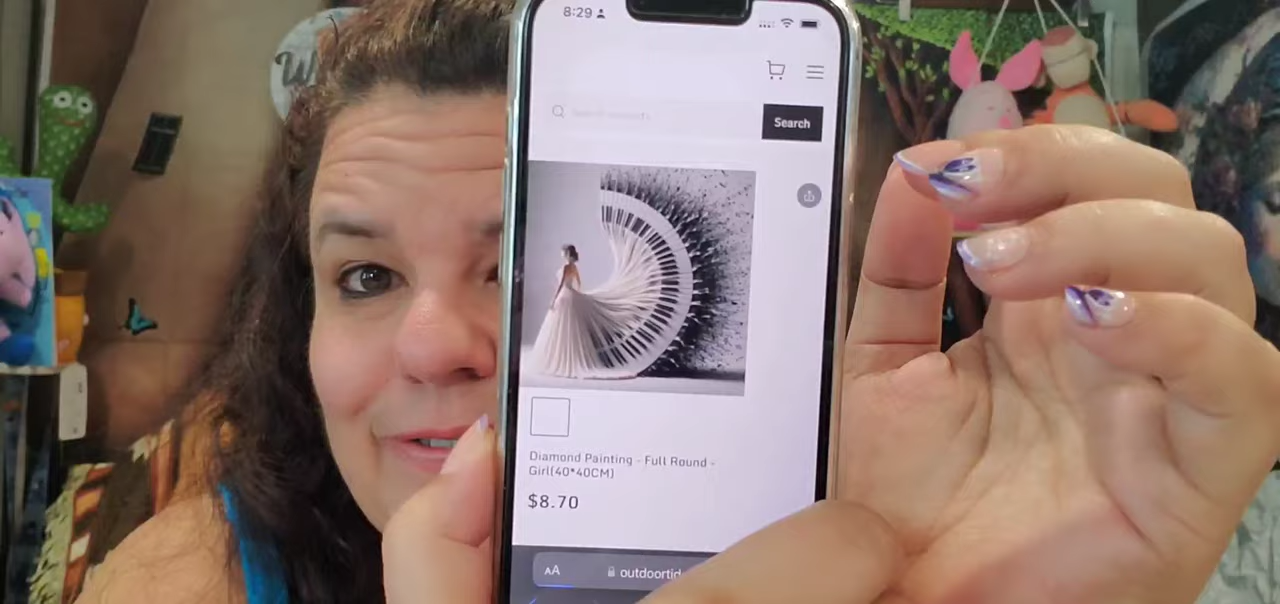 8:29
Search
Diamond Painting - Full Round -
Girl(40*40CM)
$8.70
AA
outdoortid